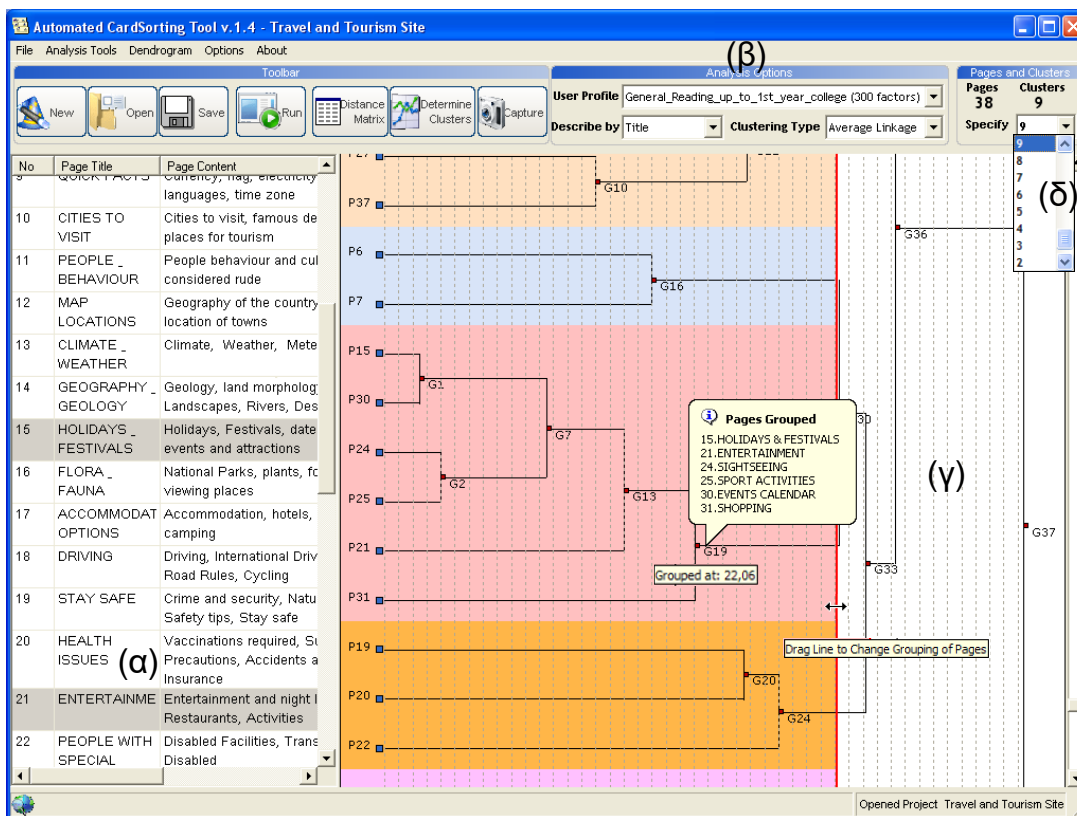 Automated CardSorting Tool v.1.4 - Travel and Tourism Site
File Analysis Tools Dendrogram Options About
(β)
Toolbar
Analysis Options
Pages and Clusters
New
Open
Save
Run
Distance
Matrix
Determine
Clusters
Capture
User Profile General_Reading_up_to_1st_year_college (300 factors)
Describe by Title Clustering Type Average Linkage
Pages Clusters
38 9
Specify 9
9
8
7
6
5
4
3
2
(δ)
No Page Title Page Content
9 QUICK FACTS Currency, flag, electricity
languages, time zone
10 CITIES TO Cities to visit, famous de
VISIT places for tourism
11 PEOPLE _ People behaviour and cul
BEHAVIOUR considered rude
12 MAP Geography of the country
LOCATIONS location of towns
13 CLIMATE _ Climate, Weather, Mete
WEATHER
14 GEOGRAPHY _ Geology, land morpholog
GEOLOGY Landscapes, Rivers, Des
15 HOLIDAYS _ Holidays, Festivals, date
FESTIVALS events and attractions
16 FLORA _ National Parks, plants, fo
FAUNA viewing places
17 ACCOMMODAT Accommodation, hotels,
OPTIONS camping
18 DRIVING Driving, International Driv
Road Rules, Cycling
19 STAY SAFE Crime and security, Natu
Safety tips, Stay safe
20 HEALTH Vaccinations required, Su
ISSUES Precautions, Accidents a
Insurance
(α)
21 ENTERTAINME Entertainment and night l
Restaurants, Activities
22 PEOPLE WITH Disabled Facilities, Trans
SPECIAL Disabled
P27
G10
P37
G36
P6
G16
P7
P15
G1
P30
G7
P24
G2
P25
G13
P21
G19
P31
30
Pages Grouped
15.HOLIDAYS & FESTIVALS
21.ENTERTAINMENT
24.SIGHTSEEING
25.SPORT ACTIVITIES
30.EVENTS CALENDAR
31.SHOPPING
(γ)
G37
G33
Grouped at: 22,06
Drag Line to Change Grouping of Pages
P19
G20
P20
G24
P22
Opened Project Travel and Tourism Site